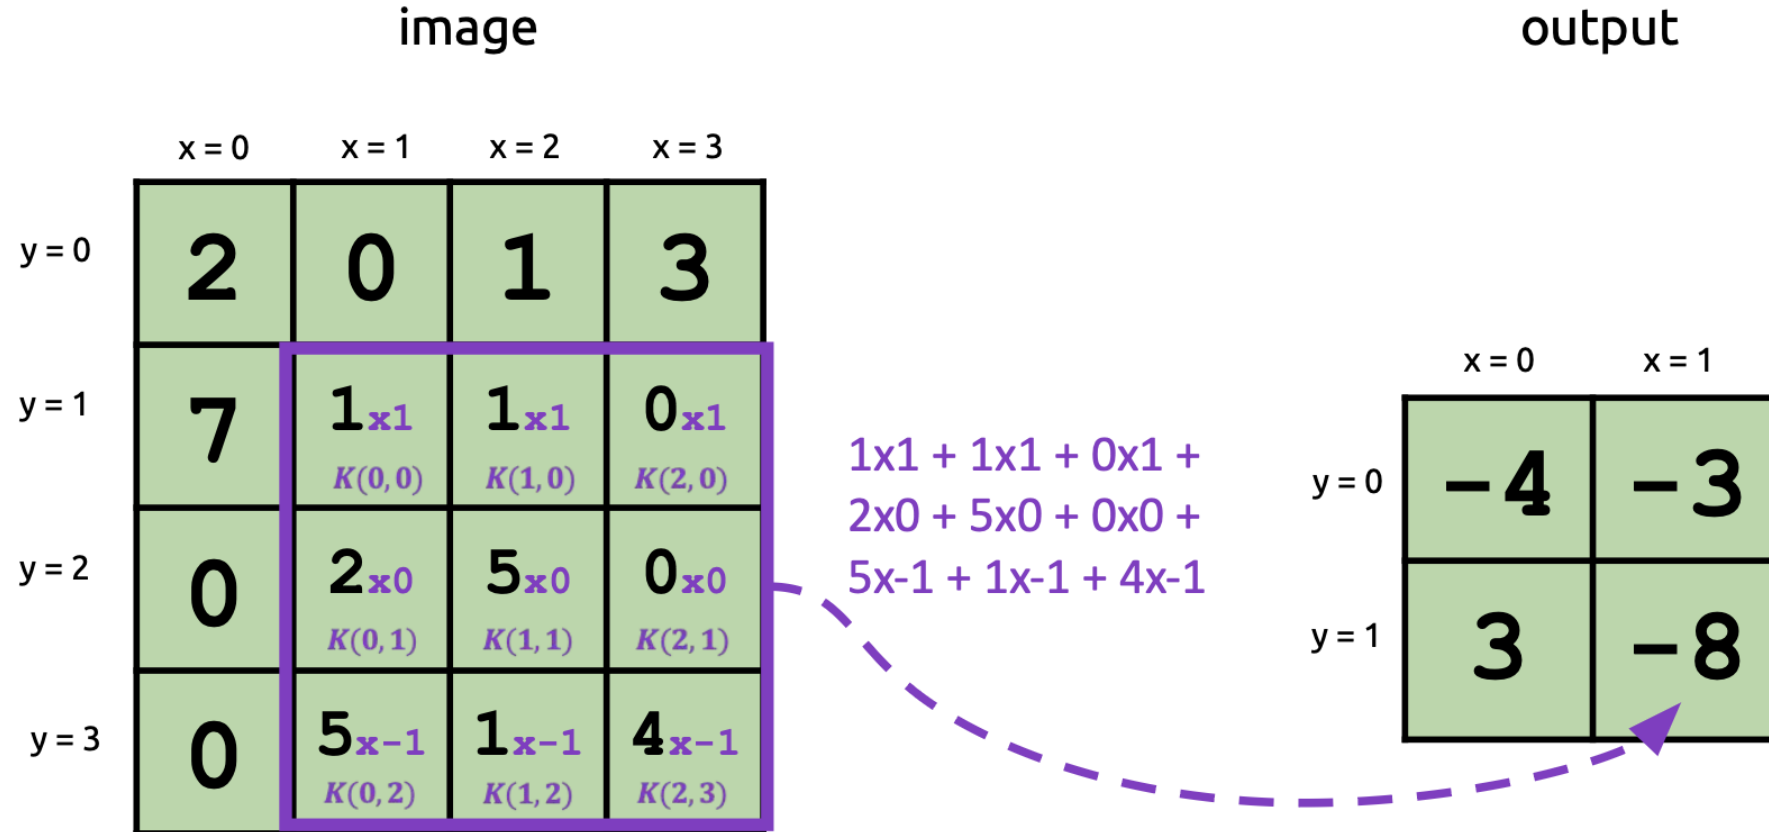 image
output
x = 0 x = 1 x = 2 x = 3
y = 0 2 0 1 3
y = 1 7 1x1 1x1 0x1
K(0,0) K(1,0) K(2,0)
y = 2 0 2x0 5x0 0x0
K(0,1) K(1,1) K(2,1)
y = 3 0 5x-1 1x-1 4x-1
K(0,2) K(1,2) K(2,3)
1x1 + 1x1 + 0x1 +
2x0 + 5x0 + 0x0 +
5x-1 + 1x-1 + 4x-1
x = 0 x = 1
y = 0 -4 -3
y = 1 3 -8